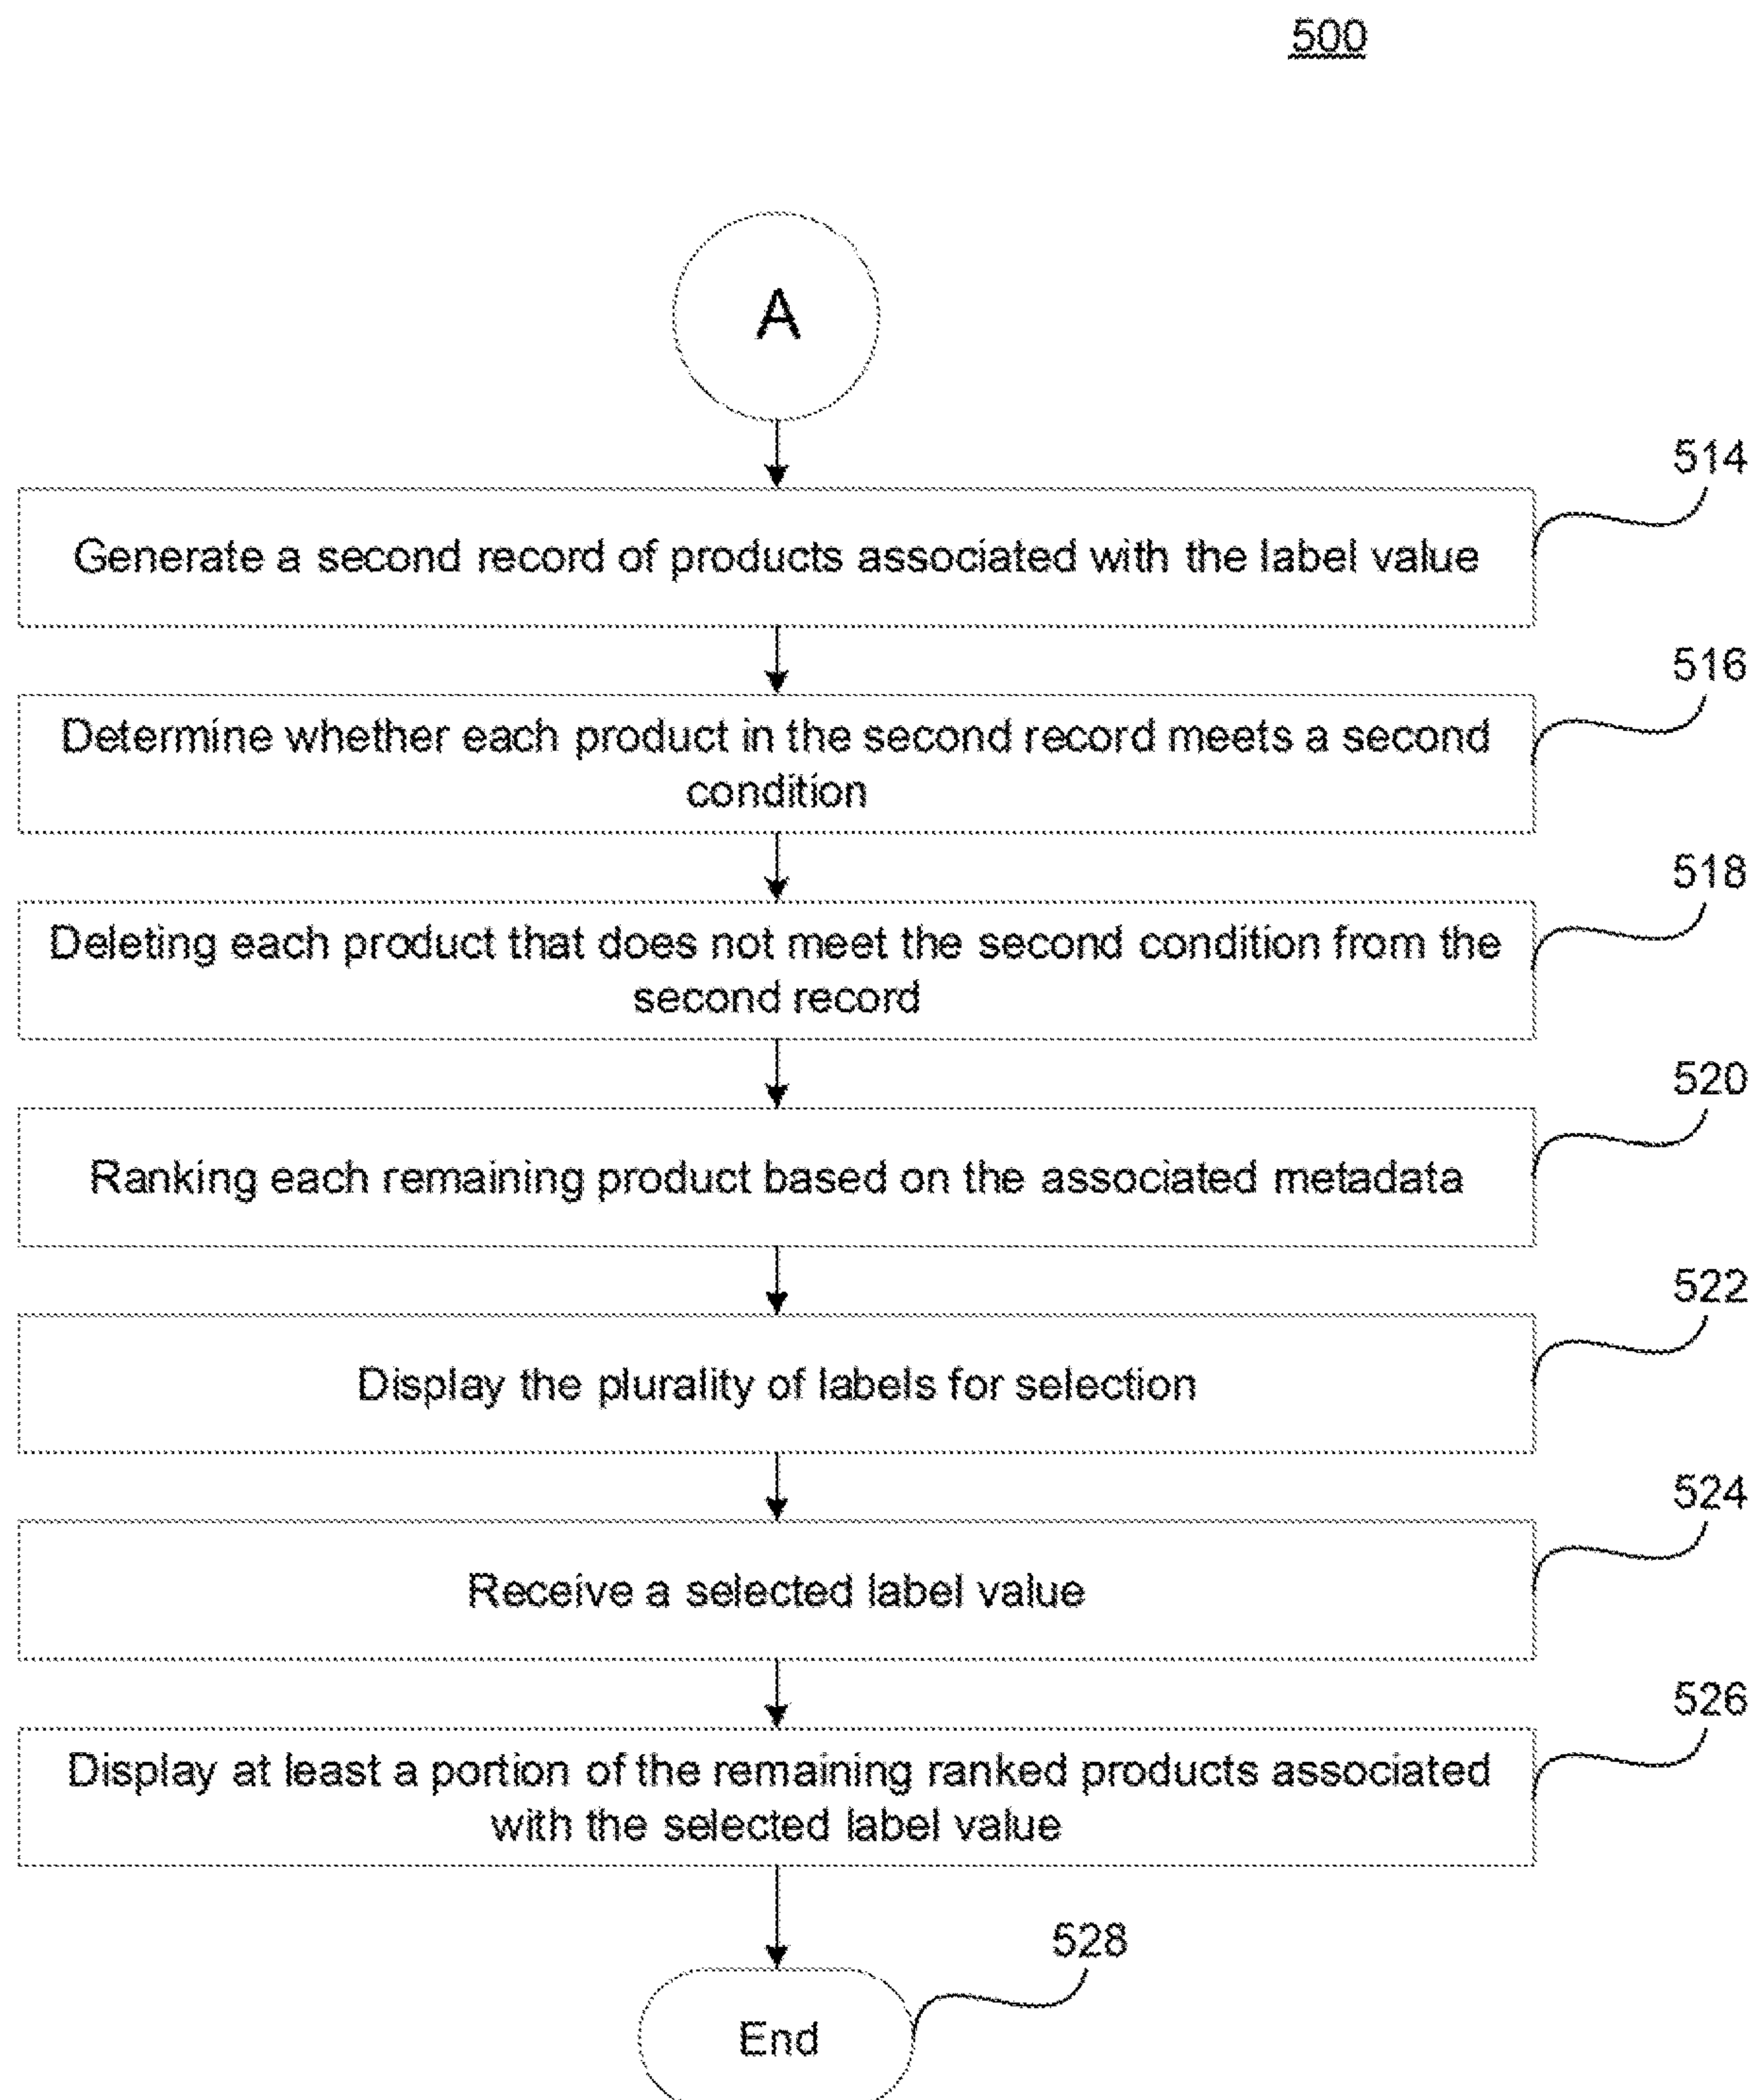 500
A
514
Generate a second record of products associated with the label value
516
Determine whether each product in the second record meets a second
condition
518
Deleting each product that does not meet the second condition from the
second record
520
Ranking each remaining product based on the associated metadata
522
Display the plurality of labels for selection
524
Receive a selected label value
526
Display at least a portion of the remaining ranked products associated
with the selected label value
528
End